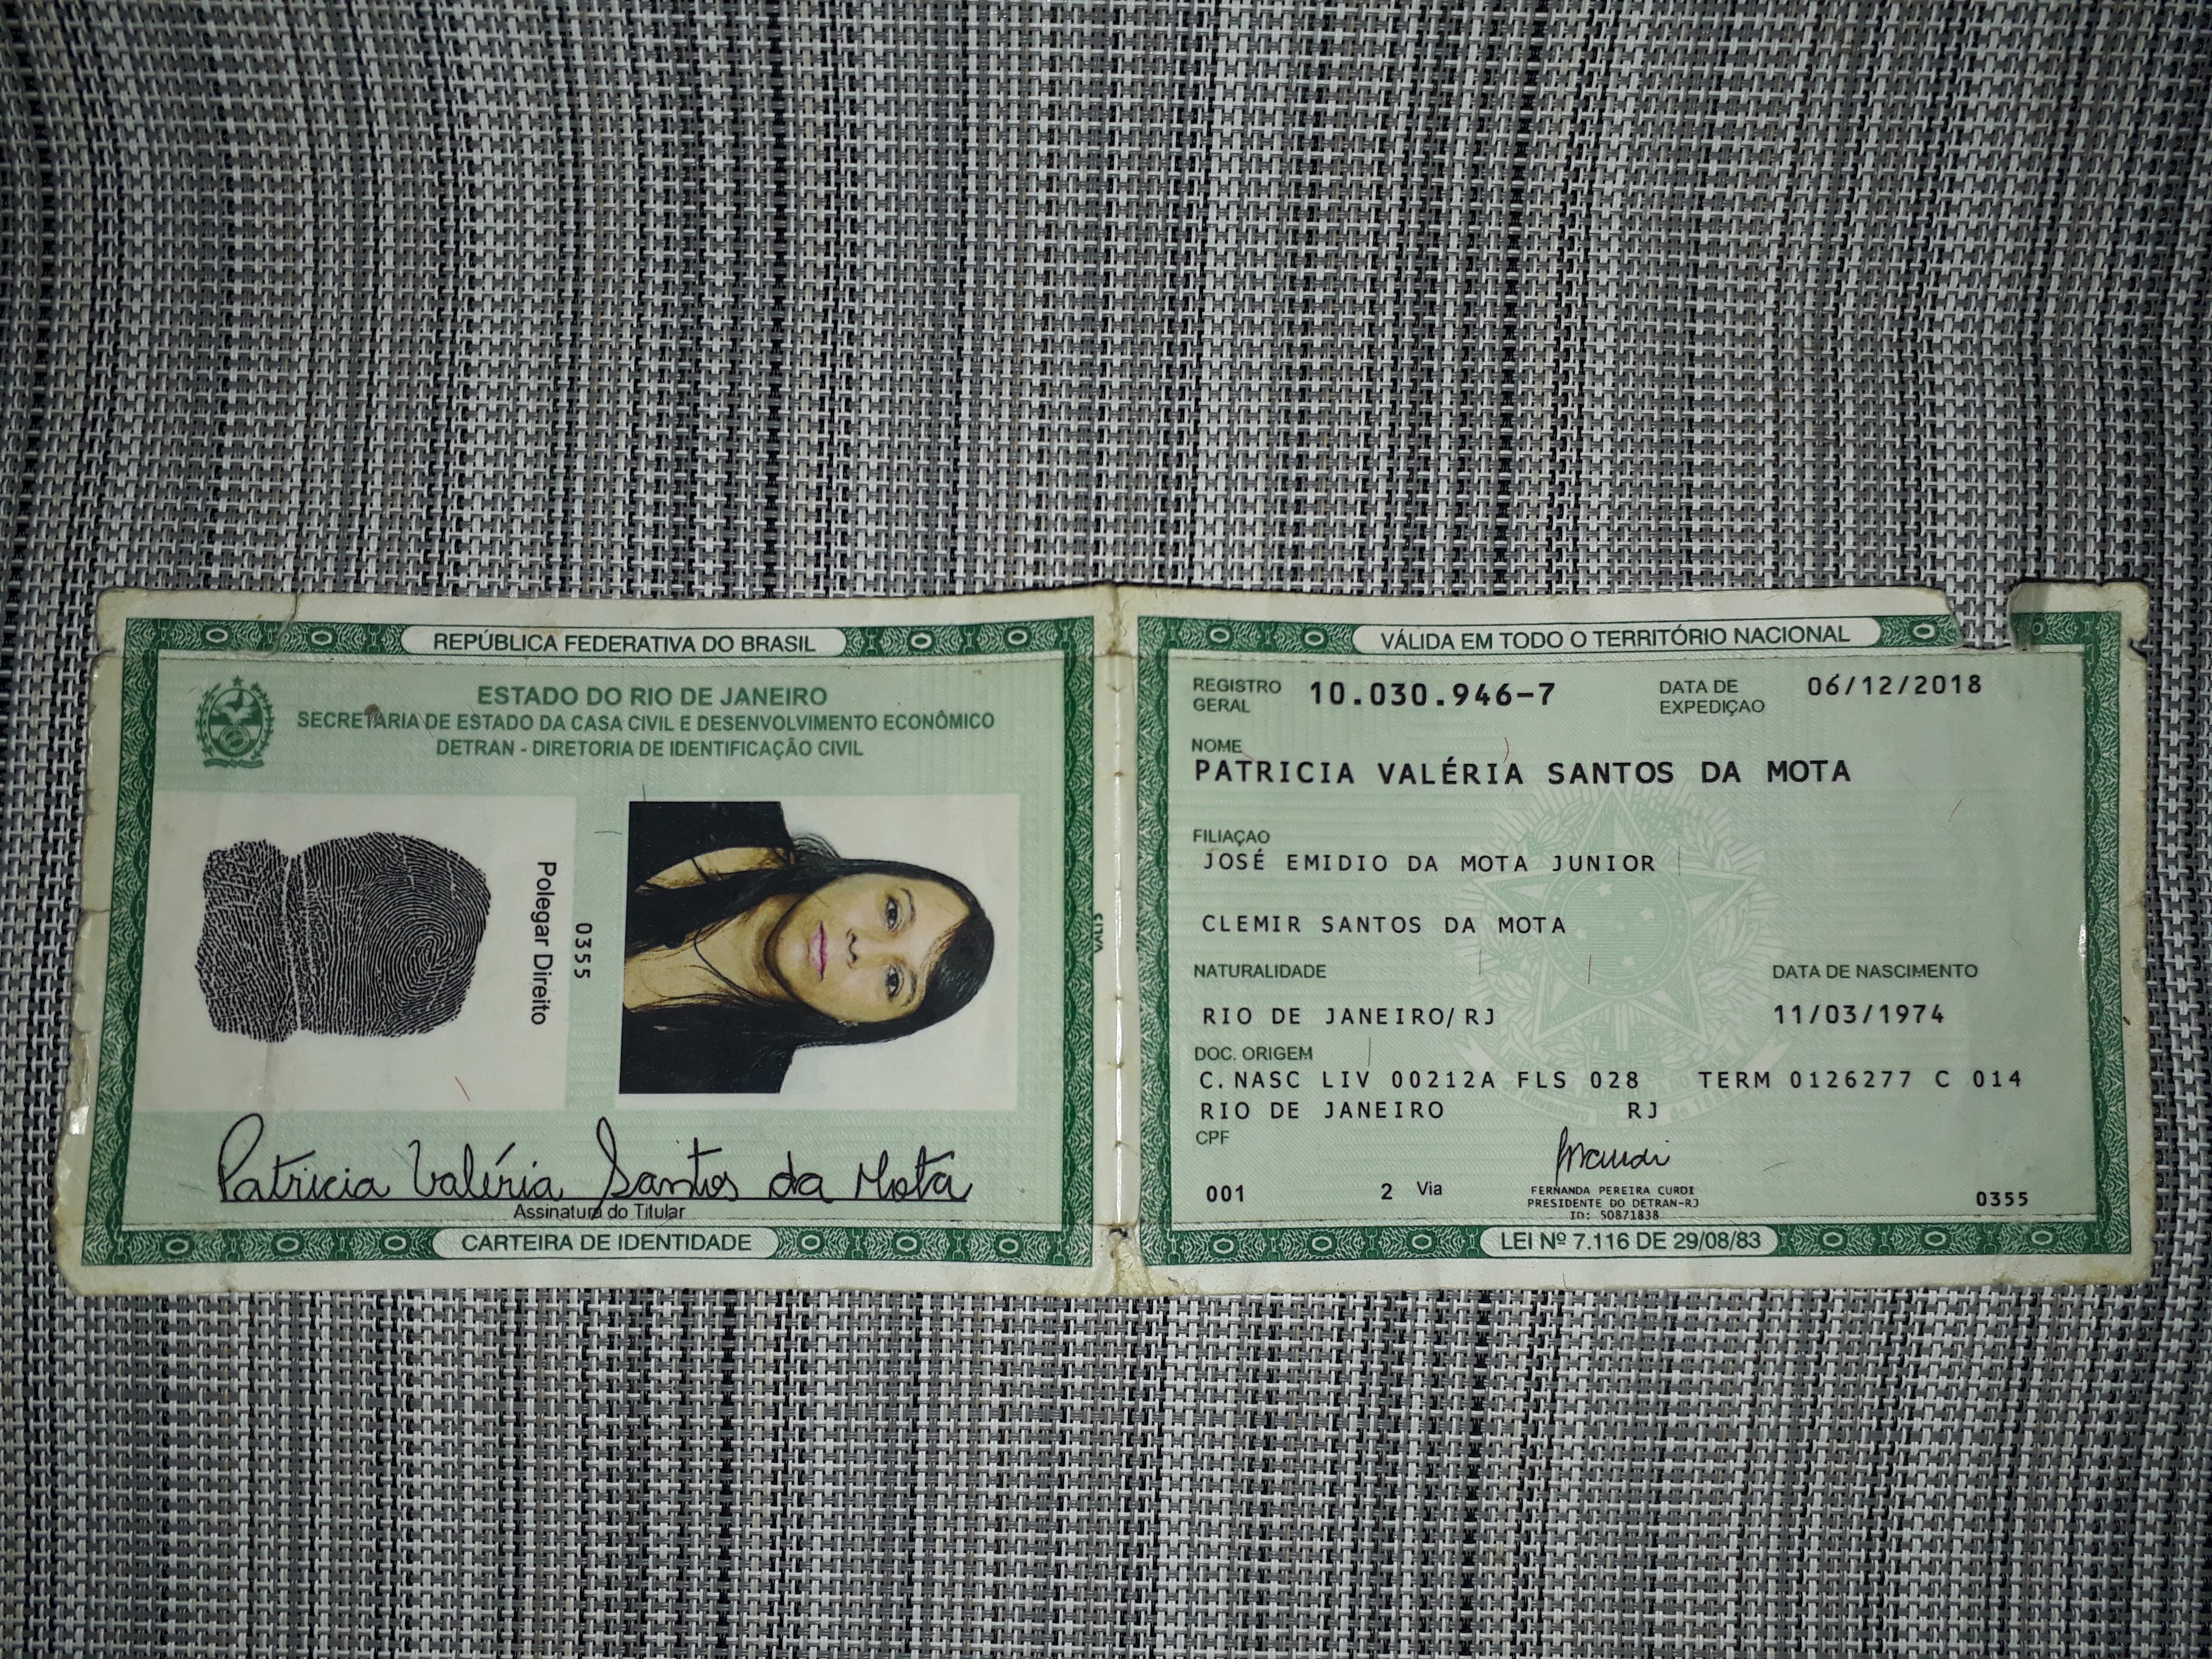 REPÚBLICA FEDERATIVA DO BRASIL
ESTADO DO RIO DE JANEIRO
SECRETARIA DE ESTADO DA CASA CIVIL E DESENVOLVIMENTO ECONÔMICO
DETRAN - DIRETORIA DE IDENTIFICAÇÃO CIVIL
Polegar Direito
0355
Patricia Valéria Santos da Mota
Assinatura do Titular
CARTEIRA DE IDENTIDADE
VÁLIDA EM TODO O TERRITÓRIO NACIONAL
REGISTRO GERAL 10.030.946-7 DATA DE EXPEDIÇÃO 06/12/2018
NOME
PATRICIA VALÉRIA SANTOS DA MOTA
FILIAÇÃO
JOSÉ EMIDIO DA MOTA JUNIOR
CLEMIR SANTOS DA MOTA
NATURALIDADE DATA DE NASCIMENTO
RIO DE JANEIRO/RJ 11/03/1974
DOC. ORIGEM
C.NASC LIV 00212A FLS 028 TERM 0126277 C 014
RIO DE JANEIRO RJ
CPF
001 2 Via 0355
FERNANDA PEREIRA CURDI
PRESIDENTE DO DETRAN-RJ
ID: 50871838
LEI Nº 7.116 DE 29/08/83